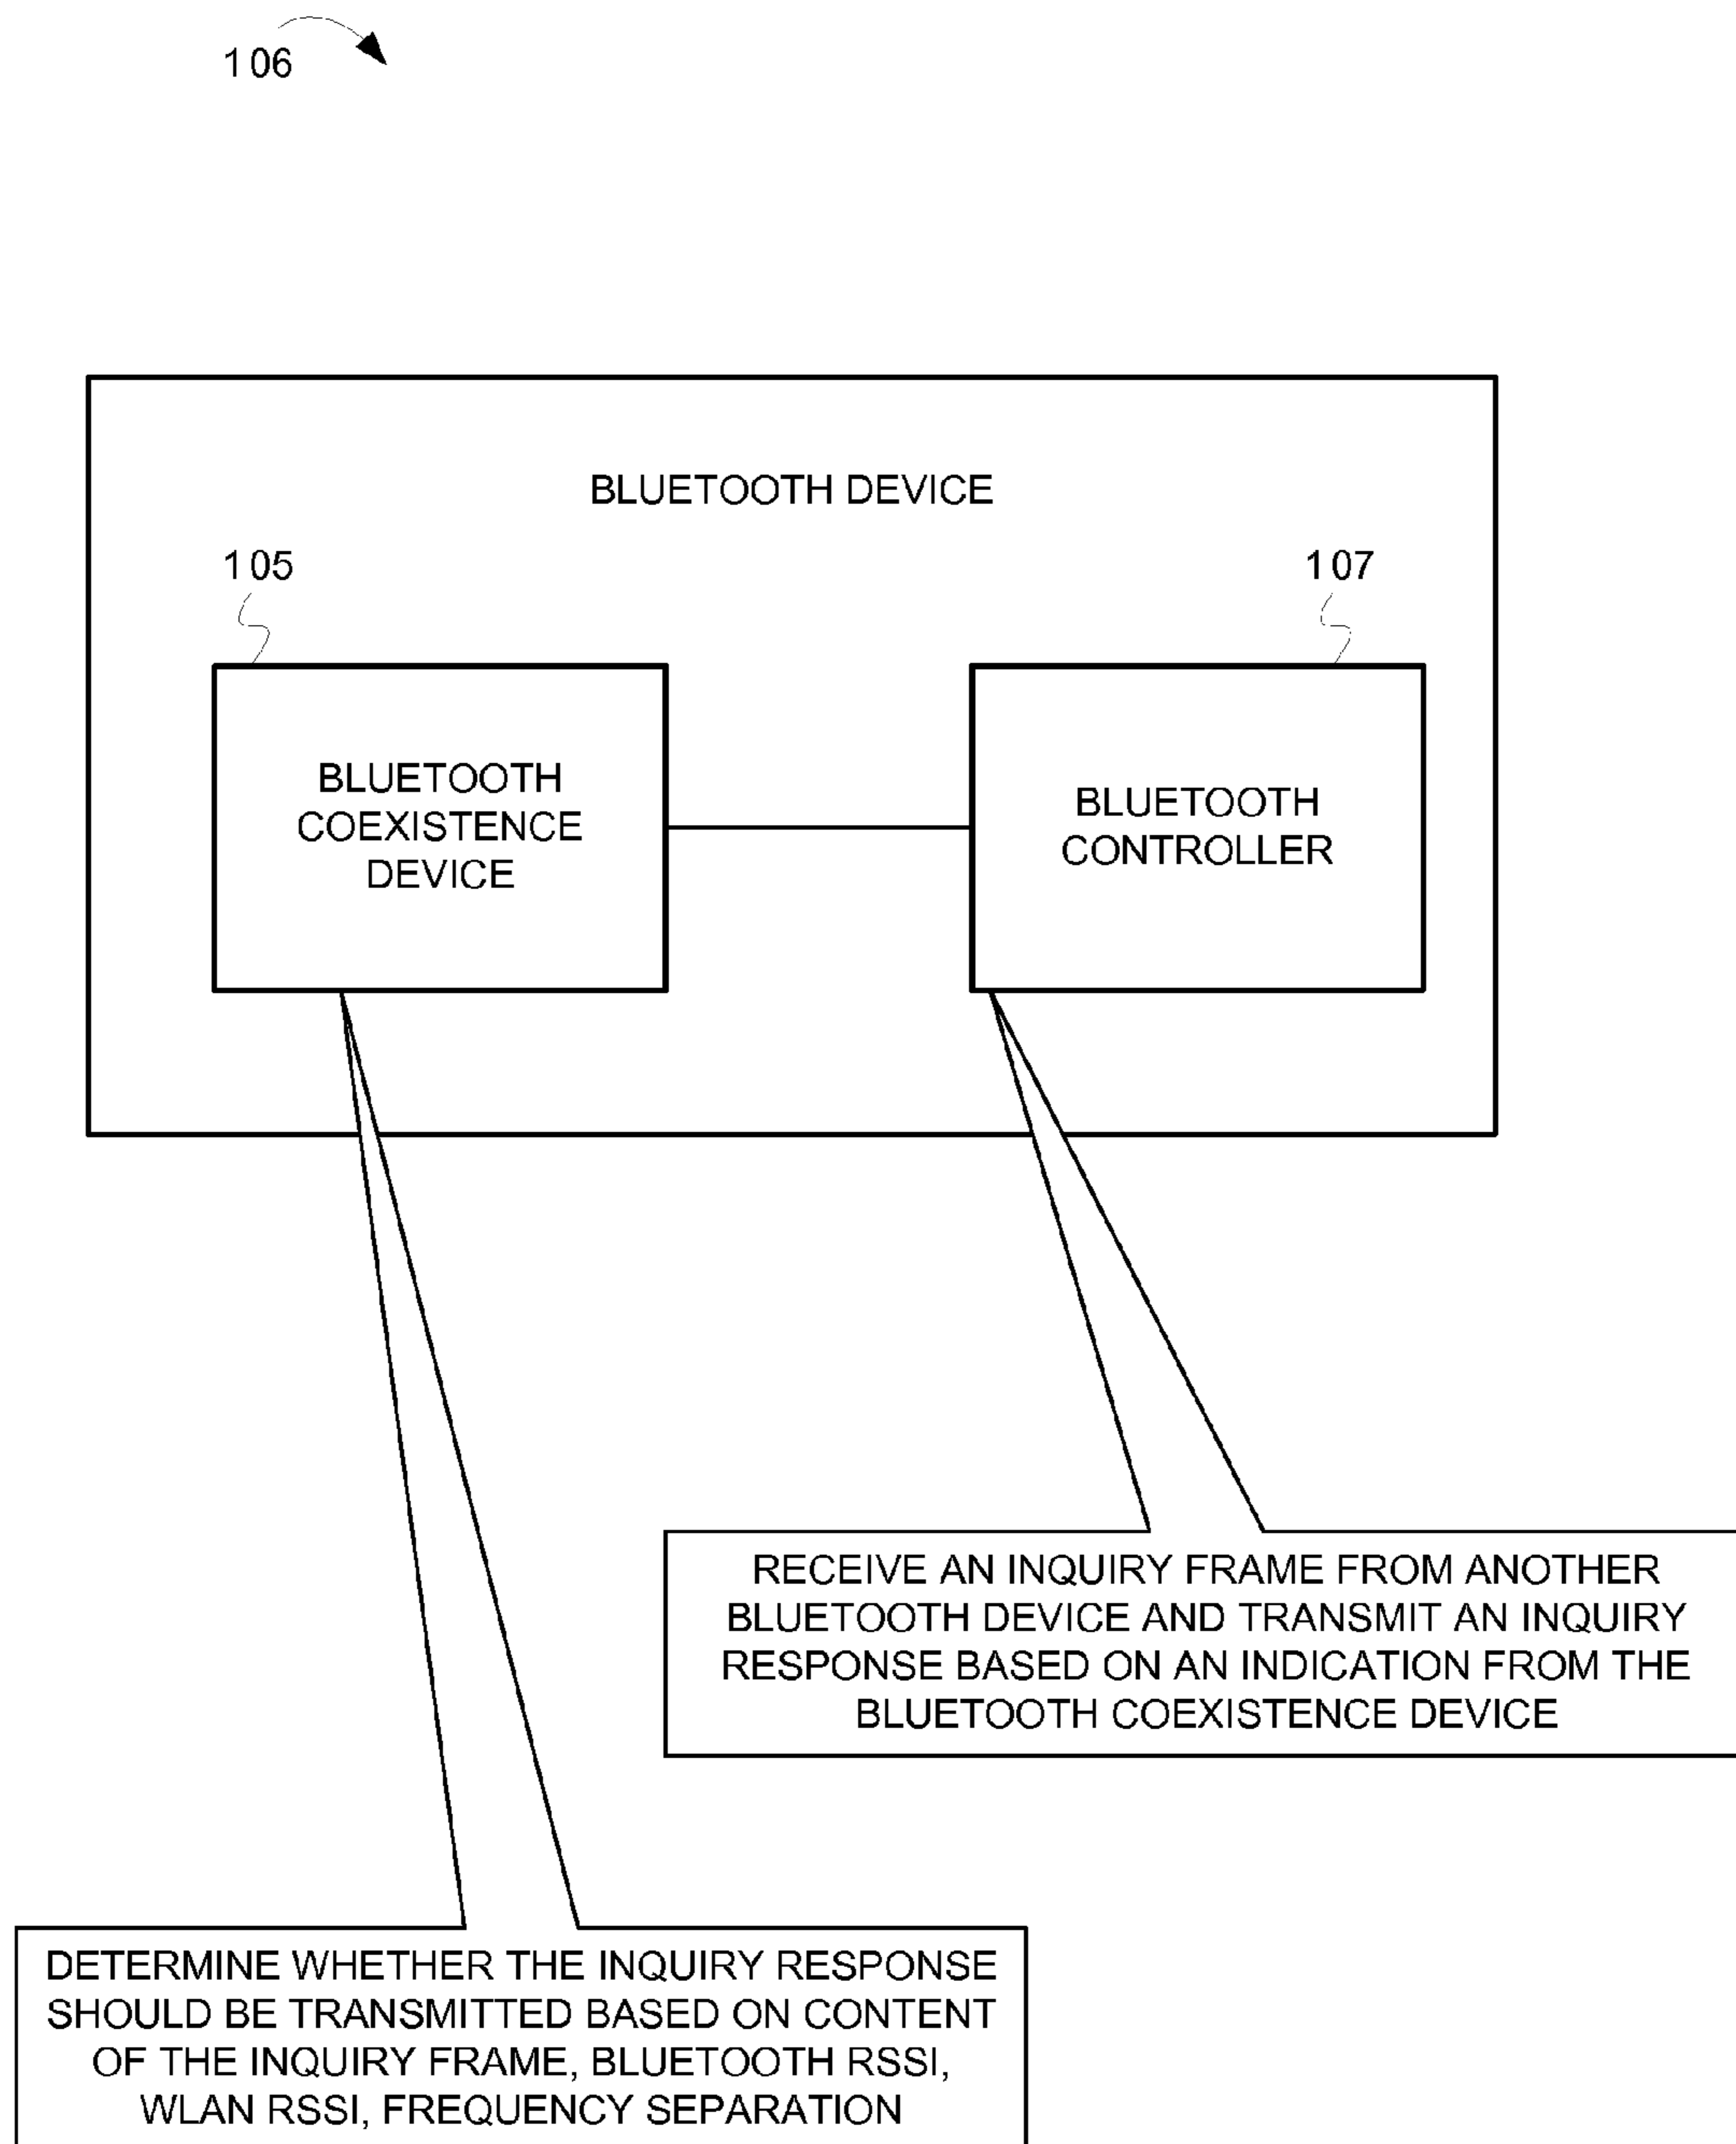 106
BLUETOOTH DEVICE
105
107
BLUETOOTH
COEXISTENCE
DEVICE
BLUETOOTH
CONTROLLER
RECEIVE AN INQUIRY FRAME FROM ANOTHER
BLUETOOTH DEVICE AND TRANSMIT AN INQUIRY
RESPONSE BASED ON AN INDICATION FROM THE
BLUETOOTH COEXISTENCE DEVICE
DETERMINE WHETHER THE INQUIRY RESPONSE
SHOULD BE TRANSMITTED BASED ON CONTENT
OF THE INQUIRY FRAME, BLUETOOTH RSSI,
WLAN RSSI, FREQUENCY SEPARATION